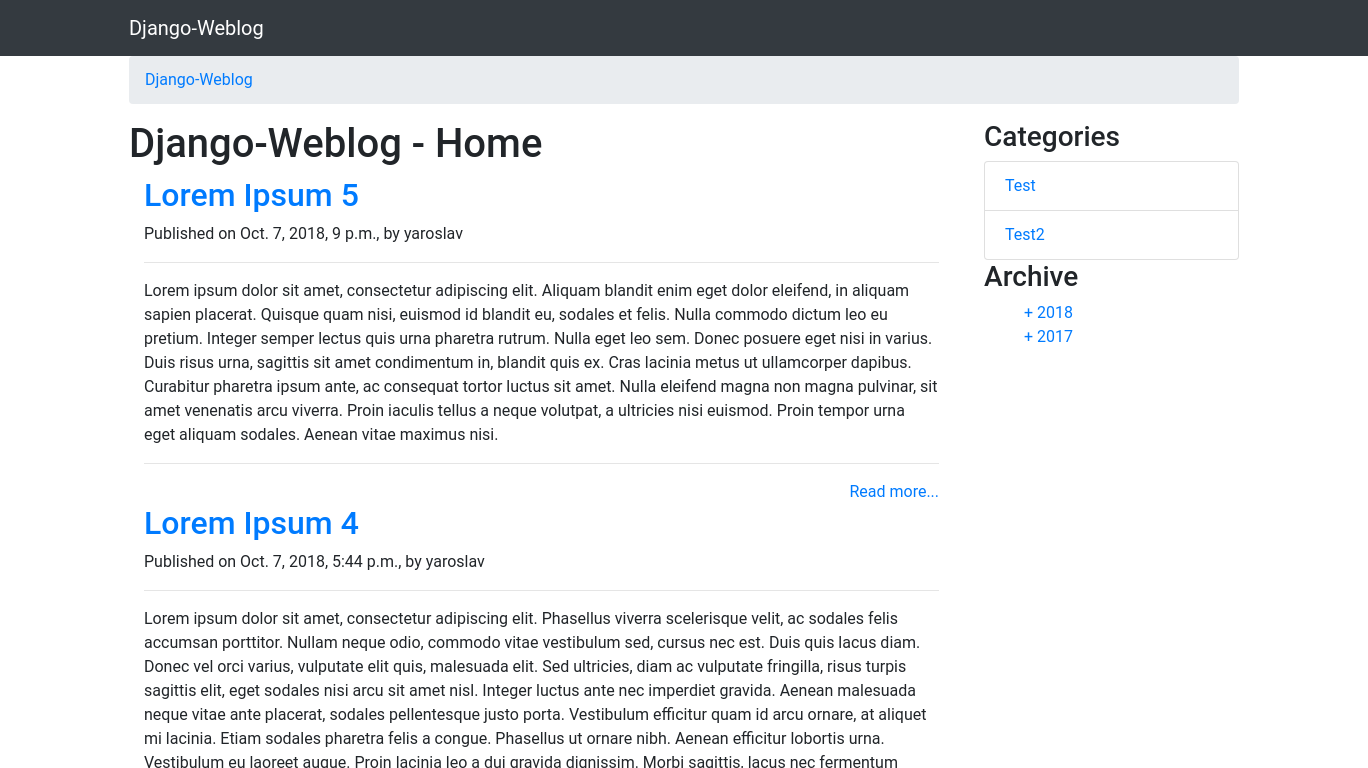 Django-Weblog
Django-Weblog
Django-Weblog - Home
Lorem Ipsum 5
Published on Oct. 7, 2018, 9 p.m., by yaroslav
Lorem ipsum dolor sit amet, consectetur adipiscing elit. Aliquam blandit enim eget dolor eleifend, in aliquam
sapien placerat. Quisque quam nisi, euismod id blandit eu, sodales et felis. Nulla commodo dictum leo eu
pretium. Integer semper lectus quis urna pharetra rutrum. Nulla eget leo sem. Donec posuere eget nisi in varius.
Duis risus urna, sagittis sit amet condimentum in, blandit quis ex. Cras lacinia metus ut ullamcorper dapibus.
Curabitur pharetra ipsum ante, ac consequat tortor luctus sit amet. Nulla eleifend magna non magna pulvinar, sit
amet venenatis arcu viverra. Proin iaculis tellus a neque volutpat, a ultricies nisi euismod. Proin tempor urna
eget aliquam sodales. Aenean vitae maximus nisi.
Read more...
Lorem Ipsum 4
Published on Oct. 7, 2018, 5:44 p.m., by yaroslav
Lorem ipsum dolor sit amet, consectetur adipiscing elit. Phasellus viverra scelerisque velit, ac sodales felis
accumsan porttitor. Nullam neque odio, commodo vitae vestibulum sed, cursus nec est. Duis quis lacus diam.
Donec vel orci varius, vulputate elit quis, malesuada elit. Sed ultricies, diam ac vulputate fringilla, risus turpis
sagittis elit, eget sodales nisi arcu sit amet nisl. Integer luctus ante nec imperdiet gravida. Aenean malesuada
neque vitae ante placerat, sodales pellentesque justo porta. Vestibulum efficitur quam id arcu ornare, at aliquet
mi lacinia. Etiam sodales pharetra felis a congue. Phasellus ut ornare nibh. Aenean efficitur lobortis urna.
Vestibulum eu laoreet augue. Proin lacinia leo a dui gravida dignissim. Morbi sagittis, lacus nec fermentum
Categories
Test
Test2
Archive
+ 2018
+ 2017